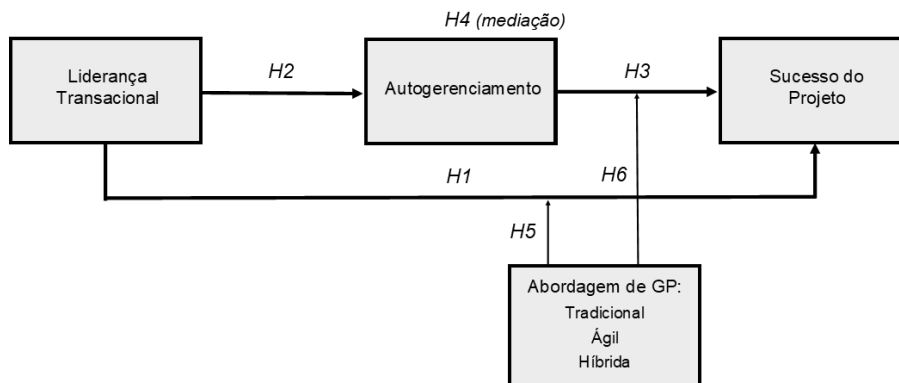 H4 (mediação)
Liderança
Transacional
H2
Autogerenciamento
H3
Sucesso do
Projeto
H1
H6
H5
Abordagem de GP:
Tradicional
Ágil
Híbrida